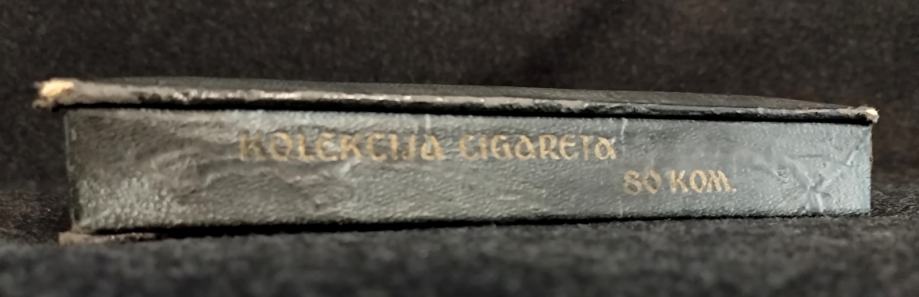 KOLEKCIJA CIGARETA
80 KOM.